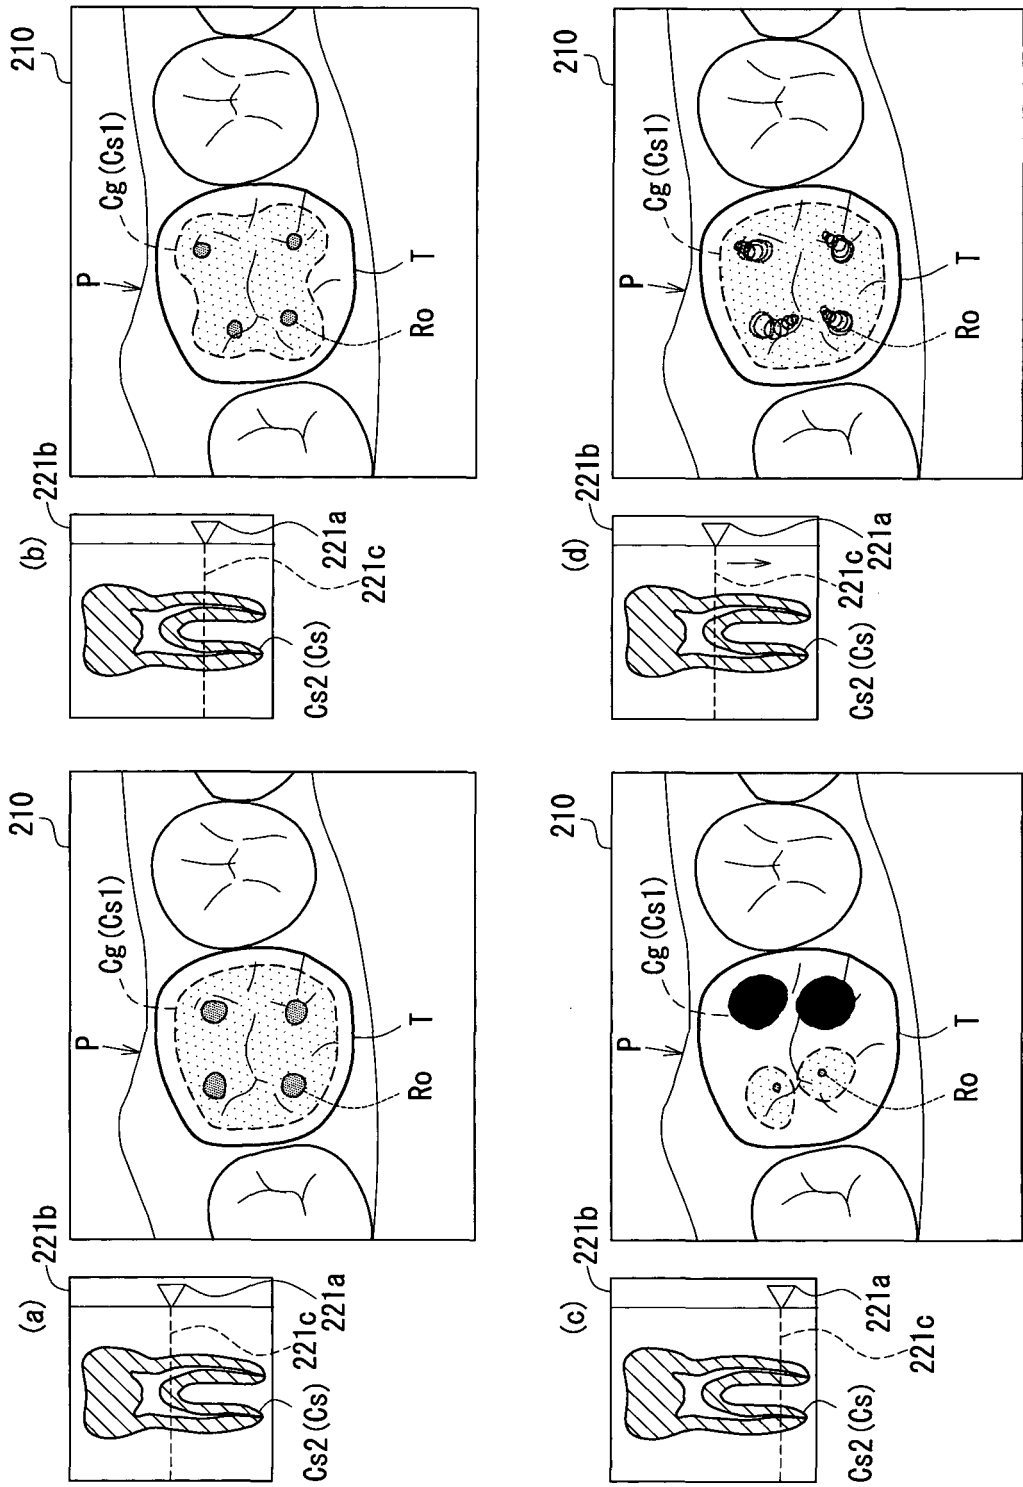 (a)
221b
221c
221a
Cs2(Cs)
210
P
Cg(Cs1)
T
Ro
(b)
221b
221c
221a
Cs2(Cs)
210
P
Cg(Cs1)
T
Ro
(c)
221b
221c
221a
Cs2(Cs)
210
P
Cg(Cs1)
T
Ro
(d)
221b
221c
221a
Cs2(Cs)
210
P
Cg(Cs1)
T
Ro